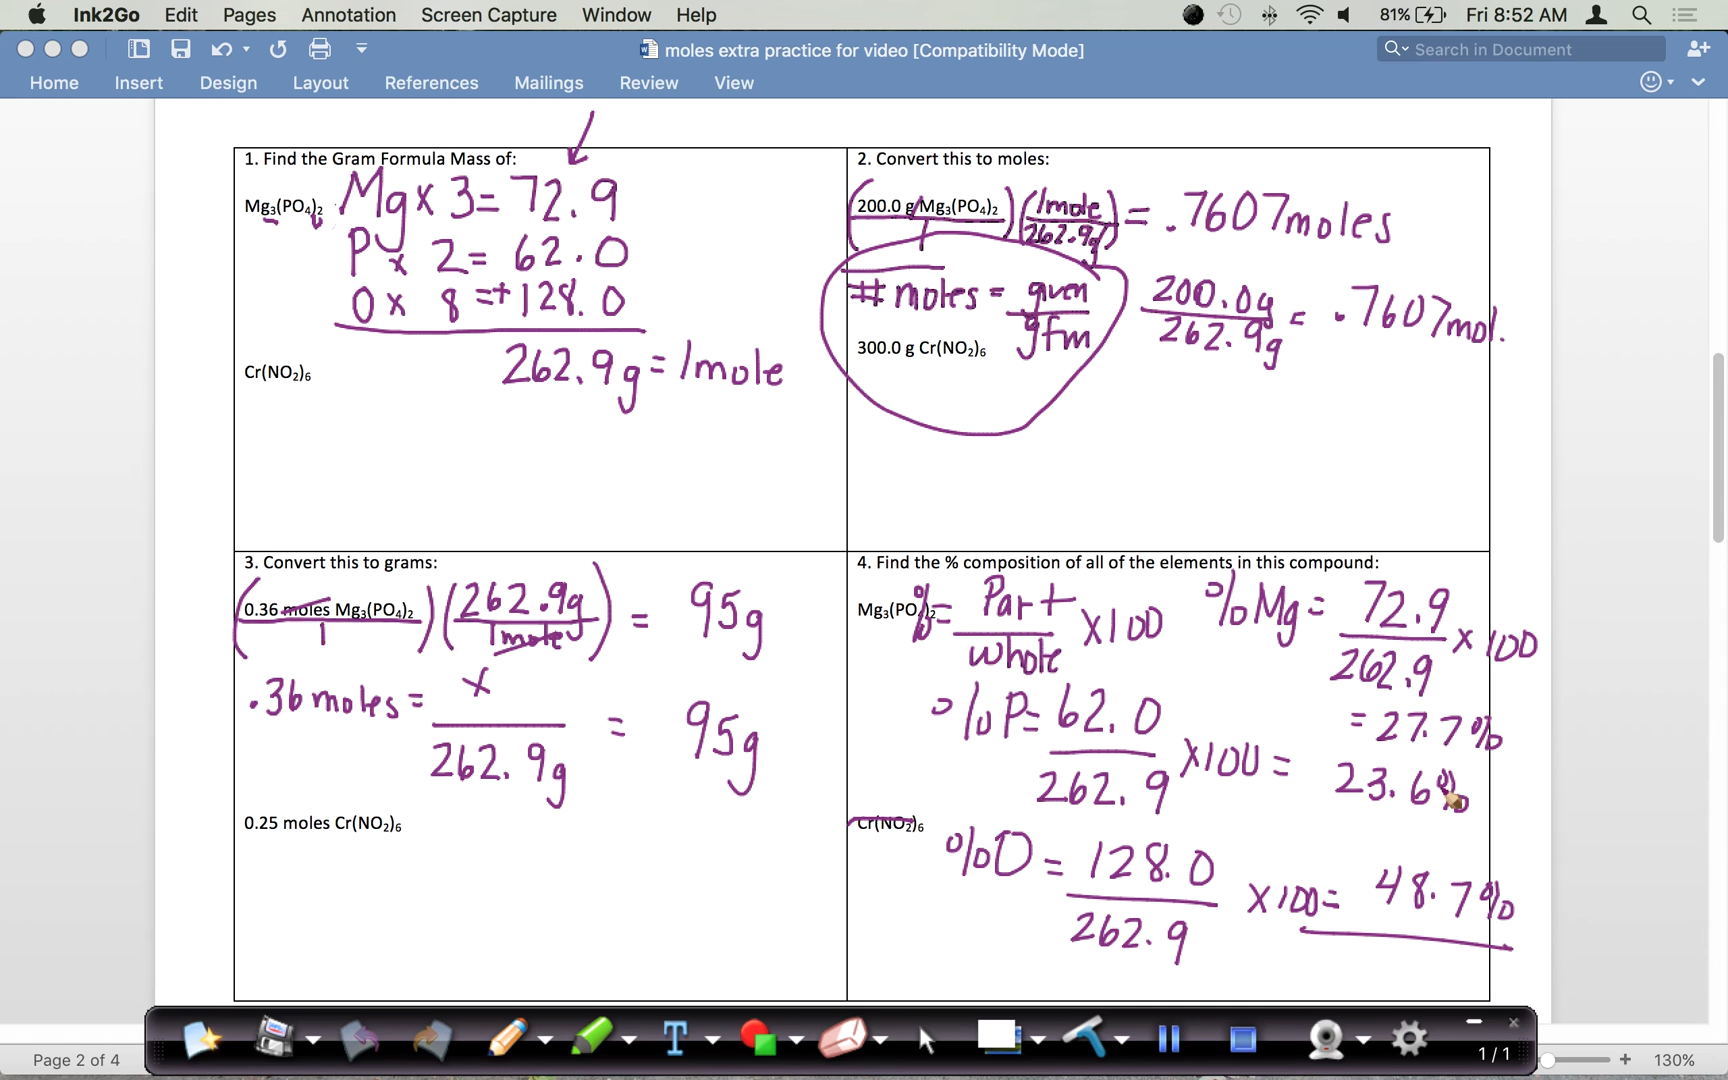 Ink2Go Edit Pages Annotation Screen Capture Window Help 81% Fri 8:52 AM
moles extra practice for video [Compatibility Mode] Search in Document
Home Insert Design Layout References Mailings Review View
1. Find the Gram Formula Mass of:
Mg₃(PO₄)₂ Mg x 3 = 72.9
P x 2 = 62.0
O x 8 = +128.0
262.9g = 1mole
Cr(NO₂)₆
2. Convert this to moles:
(200.0 g Mg₃(PO₄)₂ / 1)(1mole / 262.9g) = .7607moles
# moles = given / gfm 200.0g / 262.9g = .7607mol.
300.0 g Cr(NO₂)₆
3. Convert this to grams:
(0.36 moles Mg₃(PO₄)₂ / 1)(262.9g / 1mole) = 95g
.36moles = x / 262.9g = 95g
0.25 moles Cr(NO₂)₆
4. Find the % composition of all of the elements in this compound:
Mg₃(PO₄)₂ % = Part / whole x100 %Mg = 72.9 / 262.9 x 100
= 27.7%
%P = 62.0 / 262.9 x100 = 23.6%
Cr(NO₂)₆
%O = 128.0 / 262.9 x100 = 48.7%
T
1 / 1
Page 2 of 4 130%